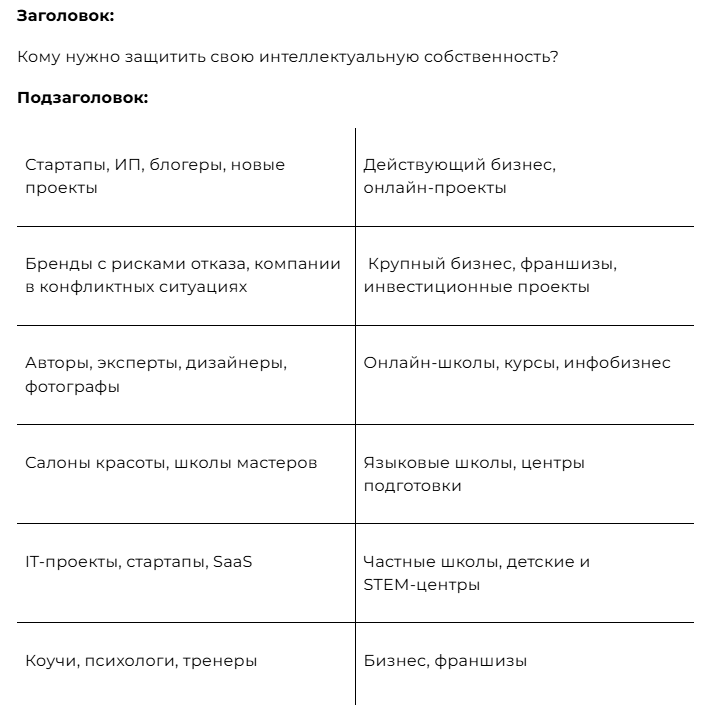 Заголовок:
Кому нужно защитить свою интеллектуальную собственность?
Подзаголовок:
Стартапы, ИП, блогеры, новые
проекты
Действующий бизнес,
онлайн-проекты
Бренды с рисками отказа, компании
в конфликтных ситуациях
Крупный бизнес, франшизы,
инвестиционные проекты
Авторы, эксперты, дизайнеры,
фотографы
Онлайн-школы, курсы, инфобизнес
Салоны красоты, школы мастеров
Языковые школы, центры
подготовки
IT-проекты, стартапы, SaaS
Частные школы, детские и
STEM-центры
Коучи, психологи, тренеры
Бизнес, франшизы